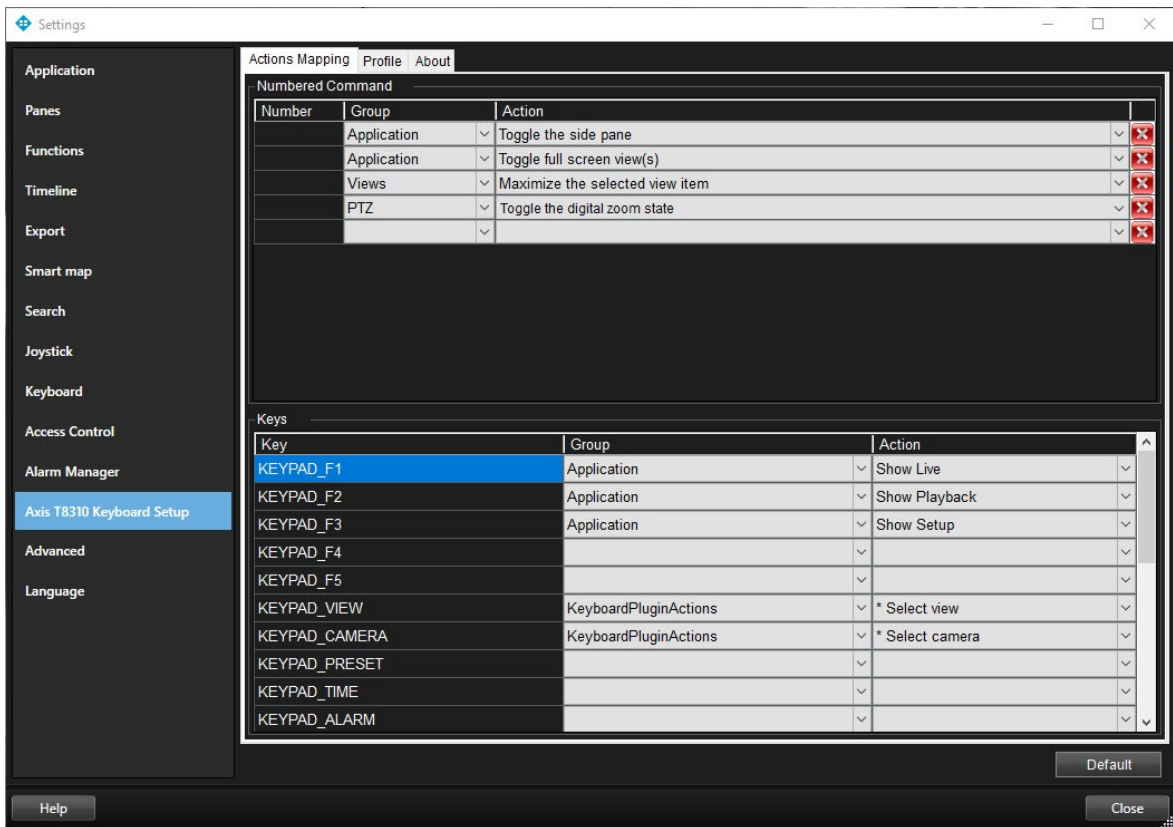 Settings
Application
Panes
Functions
Timeline
Export
Smart map
Search
Joystick
Keyboard
Access Control
Alarm Manager
Axis T8310 Keyboard Setup
Advanced
Language
Actions Mapping Profile About
Numbered Command
Number Group Action
Application Toggle the side pane
Application Toggle full screen view(s)
Views Maximize the selected view item
PTZ Toggle the digital zoom state
Keys
Key Group Action
KEYPAD_F1 Application Show Live
KEYPAD_F2 Application Show Playback
KEYPAD_F3 Application Show Setup
KEYPAD_F4
KEYPAD_F5
KEYPAD_VIEW KeyboardPluginActions * Select view
KEYPAD_CAMERA KeyboardPluginActions * Select camera
KEYPAD_PRESET
KEYPAD_TIME
KEYPAD_ALARM
Default
Help Close